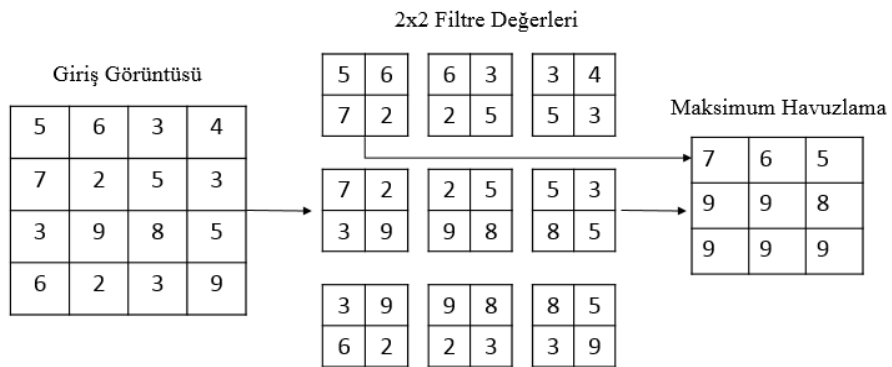 2x2 Filtre Değerleri
Giriş Görüntüsü
5 6 3 4
7 2 5 3
3 9 8 5
6 2 3 9
5 6 6 3 3 4
7 2 2 5 5 3
7 2 2 5 5 3
3 9 9 8 8 5
3 9 9 8 8 5
6 2 2 3 3 9
Maksimum Havuzlama
7 6 5
9 9 8
9 9 9